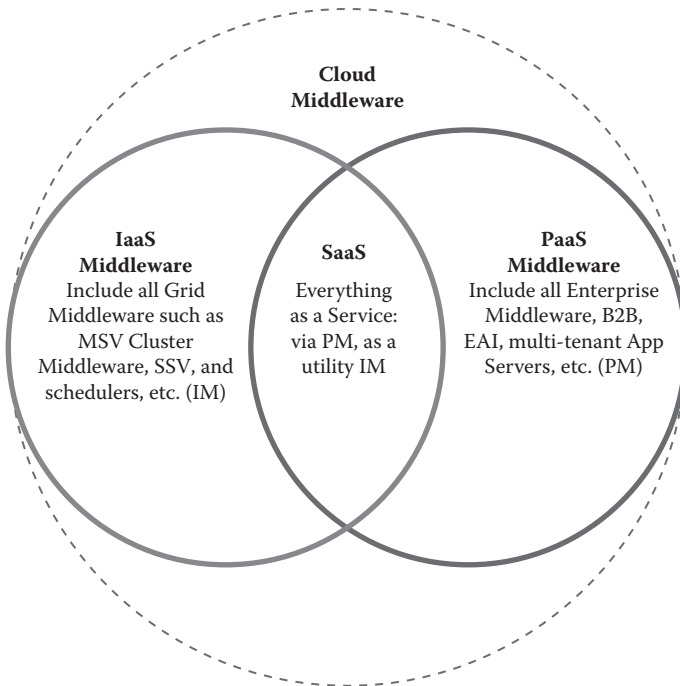 Cloud
Middleware
IaaS
Middleware
Include all Grid
Middleware such as
MSV Cluster
Middleware, SSV, and
schedulers, etc. (IM)
SaaS
Everything
as a Service:
via PM, as a
utility IM
PaaS
Middleware
Include all Enterprise
Middleware, B2B,
EAI, multi-tenant App
Servers, etc. (PM)